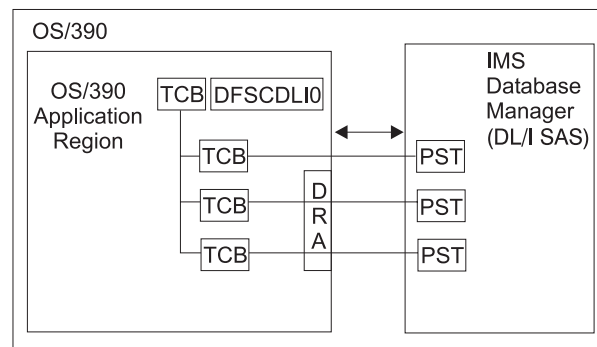 OS/390
OS/390
Application
Region
TCB
DFSCDLI0
TCB
TCB
TCB
D
R
A
IMS
Database
Manager
(DL/I SAS)
PST
PST
PST